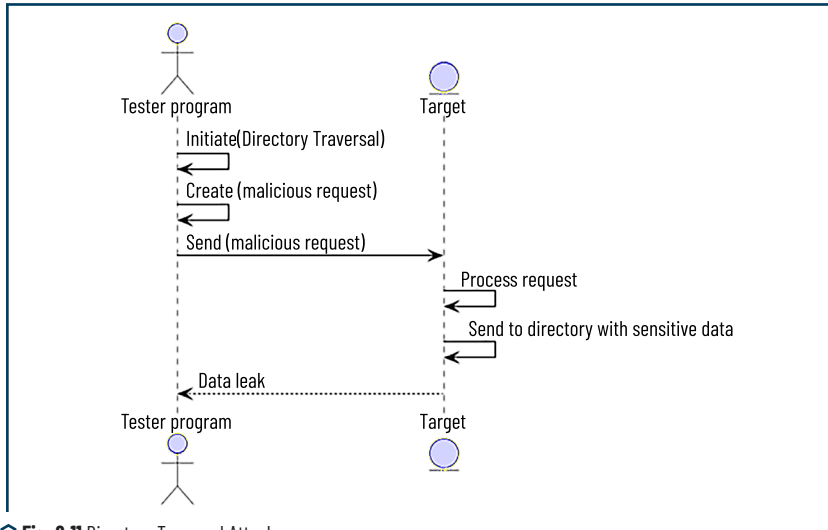 Tester program
Target
Initiate(Directory Traversal)
Create (malicious request)
Send (malicious request)
Process request
Send to directory with sensitive data
Data leak
Tester program
Target